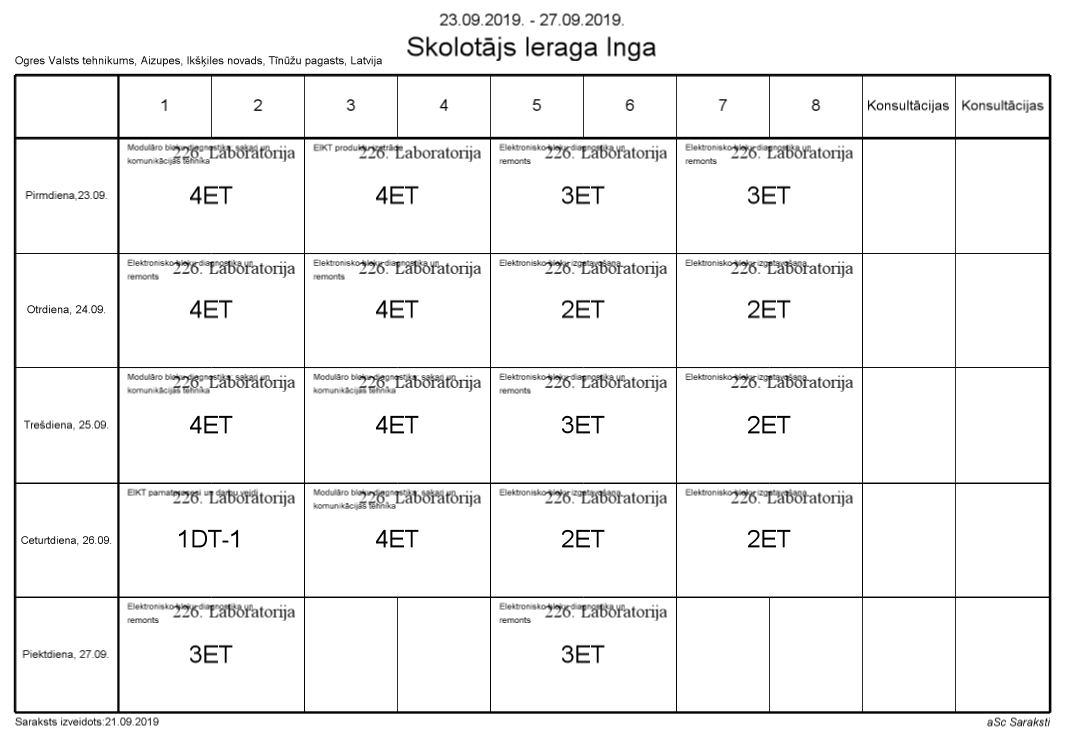 23.09.2019. - 27.09.2019.
Skolotājs Ieraga Inga
Ogres Valsts tehnikums, Aizupes, Ikšķiles novads, Tīnūžu pagasts, Latvija
1 2 3 4 5 6 7 8 Konsultācijas Konsultācijas
Pirmdiena,23.09.
Modulāro bloku diagnostika: sakari un
komunikācijas tehnika
226. Laboratorija
4ET
EIKT produktu izstrāde
226. Laboratorija
4ET
Elektronisko bloku diagnostika un
remonts
226. Laboratorija
3ET
Elektronisko bloku diagnostika un
remonts
226. Laboratorija
3ET
Otrdiena, 24.09.
Elektronisko bloku diagnostika un
remonts
226. Laboratorija
4ET
Elektronisko bloku diagnostika un
remonts
226. Laboratorija
4ET
Elektronisko bloku izgatavošana
226. Laboratorija
2ET
Elektronisko bloku izgatavošana
226. Laboratorija
2ET
Trešdiena, 25.09.
Modulāro bloku diagnostika: sakari un
komunikācijas tehnika
226. Laboratorija
4ET
Modulāro bloku diagnostika: sakari un
komunikācijas tehnika
226. Laboratorija
4ET
Elektronisko bloku diagnostika un
remonts
226. Laboratorija
3ET
Elektronisko bloku izgatavošana
226. Laboratorija
2ET
Ceturtdiena, 26.09.
EIKT pamatprocesi un darbu veidi
226. Laboratorija
1DT-1
Modulāro bloku diagnostika: sakari un
komunikācijas tehnika
226. Laboratorija
4ET
Elektronisko bloku izgatavošana
226. Laboratorija
2ET
Elektronisko bloku izgatavošana
226. Laboratorija
2ET
Piektdiena, 27.09.
Elektronisko bloku diagnostika un
remonts
226. Laboratorija
3ET
Elektronisko bloku diagnostika un
remonts
226. Laboratorija
3ET
Saraksts izveidots:21.09.2019
aSc Saraksti